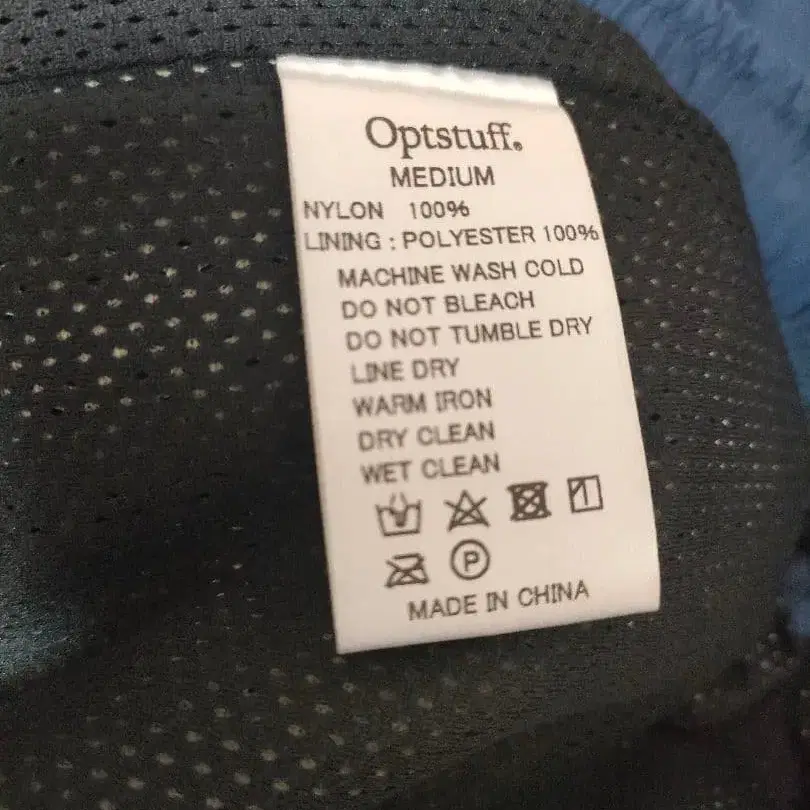 Optstuff.
MEDIUM
NYLON 100%
LINING : POLYESTER 100%
MACHINE WASH COLD
DO NOT BLEACH
DO NOT TUMBLE DRY
LINE DRY
WARM IRON
DRY CLEAN
WET CLEAN
P
MADE IN CHINA